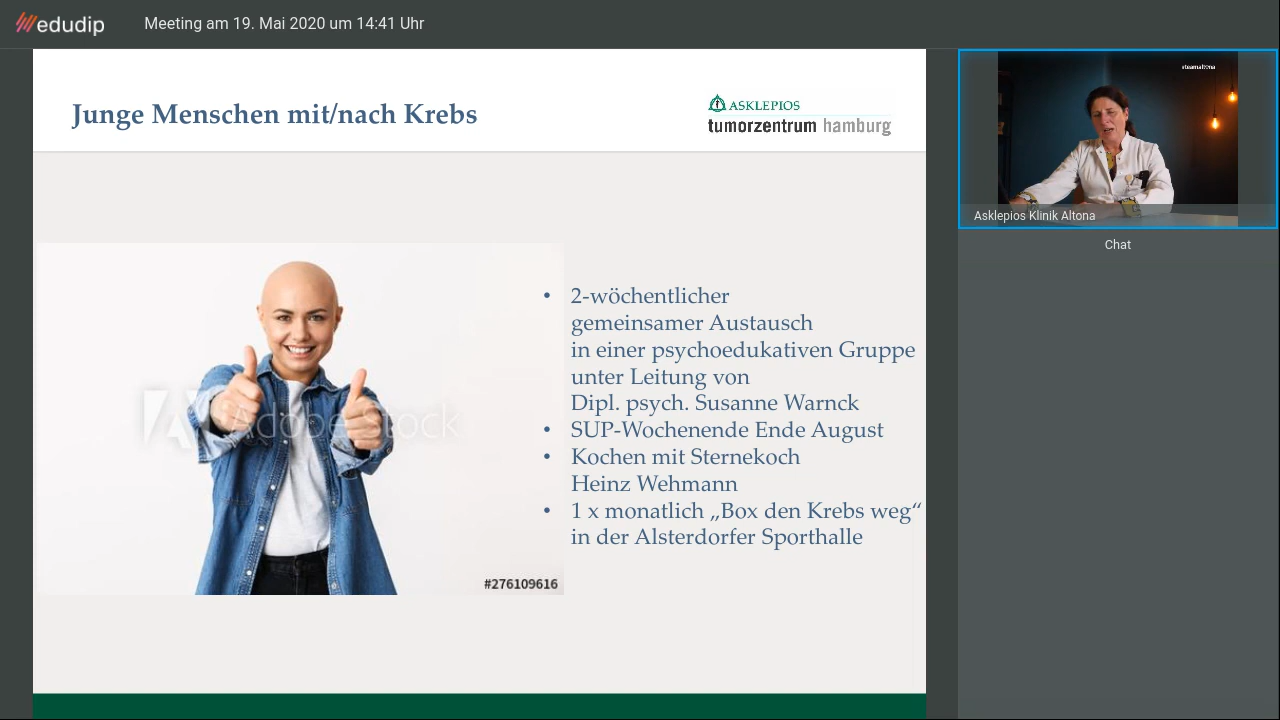 edudip
Meeting am 19. Mai 2020 um 14:41 Uhr
Junge Menschen mit/nach Krebs
ASKLEPIOS
tumorzentrum hamburg
#teamaltona
Asklepios Klinik Altona
Chat
• 2-wöchentlicher
gemeinsamer Austausch
in einer psychoedukativen Gruppe
unter Leitung von
Dipl. psych. Susanne Warnck
• SUP-Wochenende Ende August
• Kochen mit Sternekoch
Heinz Wehmann
• 1 x monatlich „Box den Krebs weg“
in der Alsterdorfer Sporthalle
Adobe Stock
#276109616